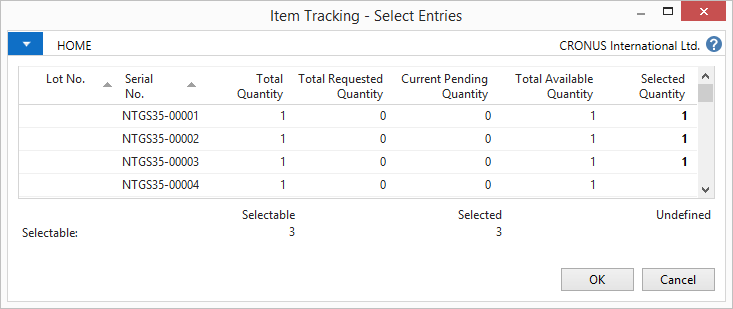 Item Tracking - Select Entries
HOME CRONUS International Ltd. ?
Lot No. Serial No. Total Quantity Total Requested Quantity Current Pending Quantity Total Available Quantity Selected Quantity
NTGS35-00001 1 0 0 1 1
NTGS35-00002 1 0 0 1 1
NTGS35-00003 1 0 0 1 1
NTGS35-00004 1 0 0 1
Selectable Selected Undefined
Selectable: 3 3
OK Cancel